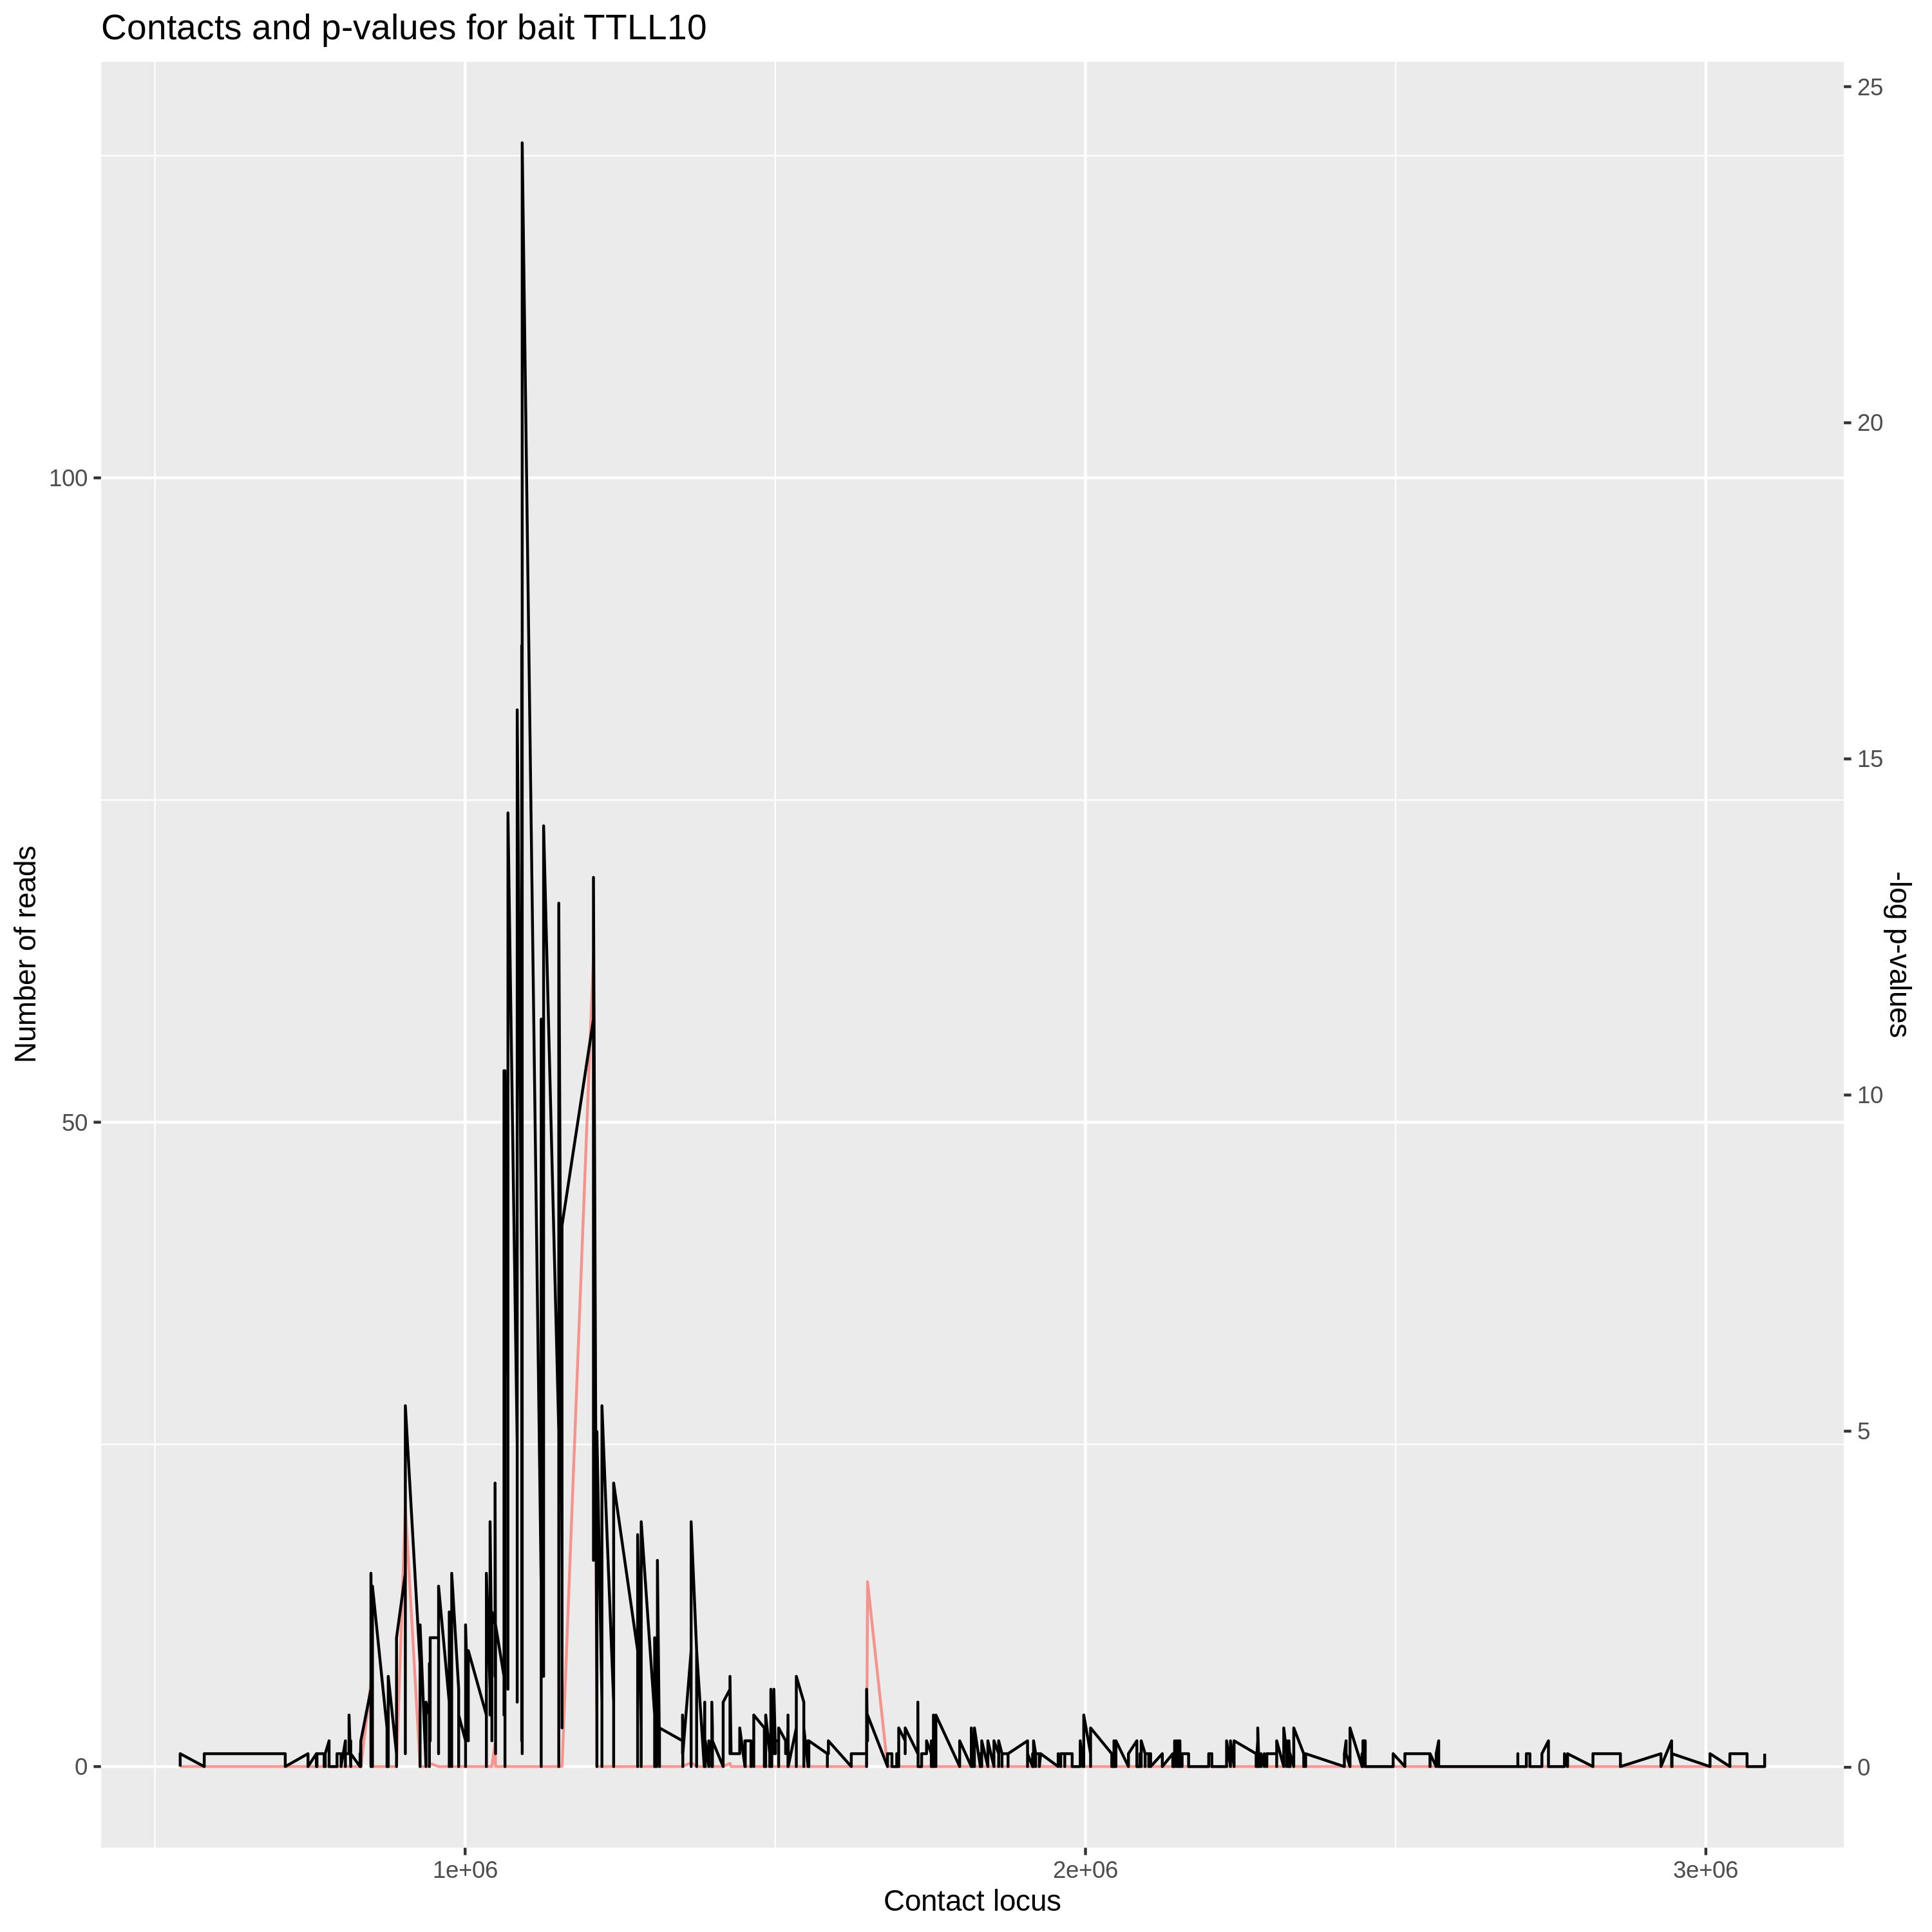 Contacts and p-values for bait TTLL10
25
20
100
15
Number of reads
-log p-values
50
10
5
0
0
1e+06
2e+06
3e+06
Contact locus